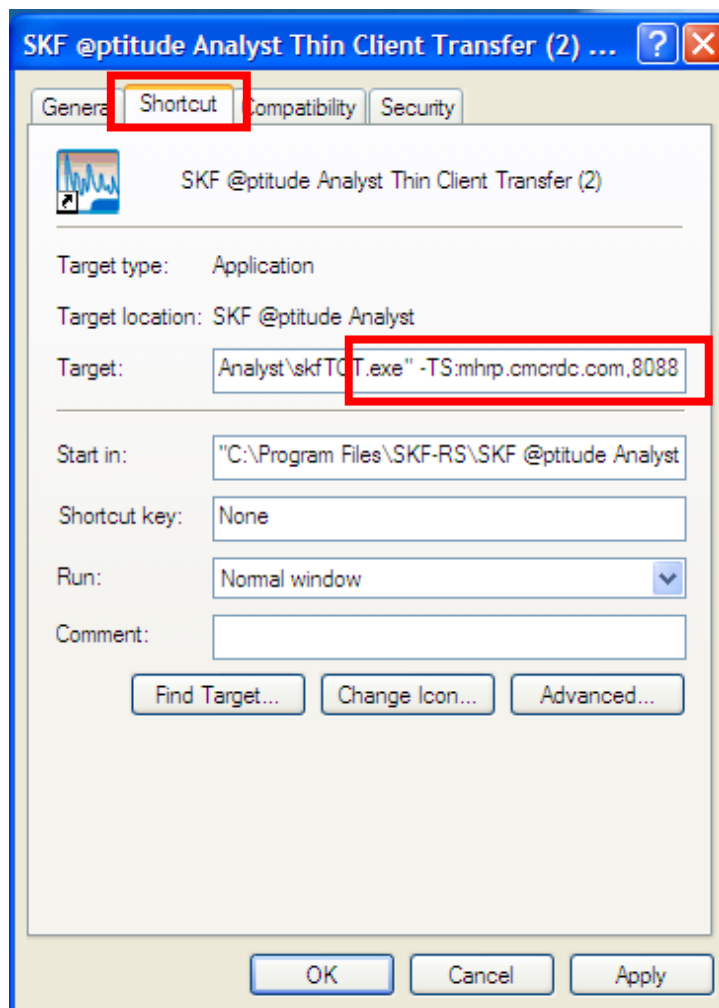 SKF @ptitude Analyst Thin Client Transfer (2) ...
General Shortcut Compatibility Security
SKF @ptitude Analyst Thin Client Transfer (2)
Target type: Application
Target location: SKF @ptitude Analyst
Target: Analyst\skfTCT.exe" -TS:mhrp.cmcrdc.com,8088
Start in: "C:\Program Files\SKF-RS\SKF @ptitude Analyst
Shortcut key: None
Run: Normal window
Comment:
Find Target... Change Icon... Advanced...
OK Cancel Apply